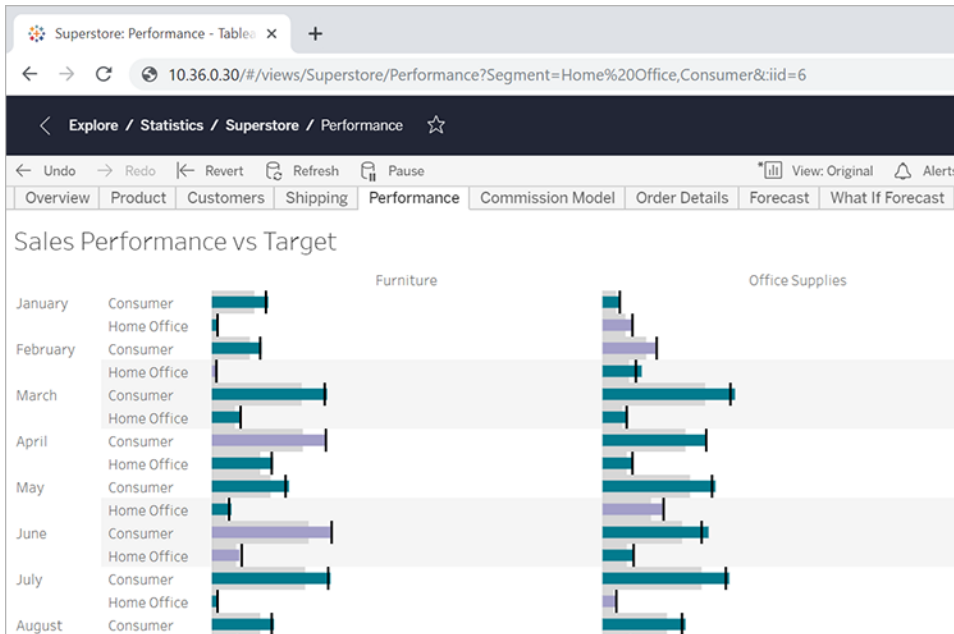 Superstore: Performance - Tablea
10.36.0.30/#/views/Superstore/Performance?Segment=Home%20Office,Consumer&:iid=6
Explore / Statistics / Superstore / Performance
Undo Redo Revert Refresh Pause View: Original Alerts
Overview Product Customers Shipping Performance Commission Model Order Details Forecast What If Forecast
Sales Performance vs Target
Furniture Office Supplies
January Consumer
Home Office
February Consumer
Home Office
March Consumer
Home Office
April Consumer
Home Office
May Consumer
Home Office
June Consumer
Home Office
July Consumer
Home Office
August Consumer